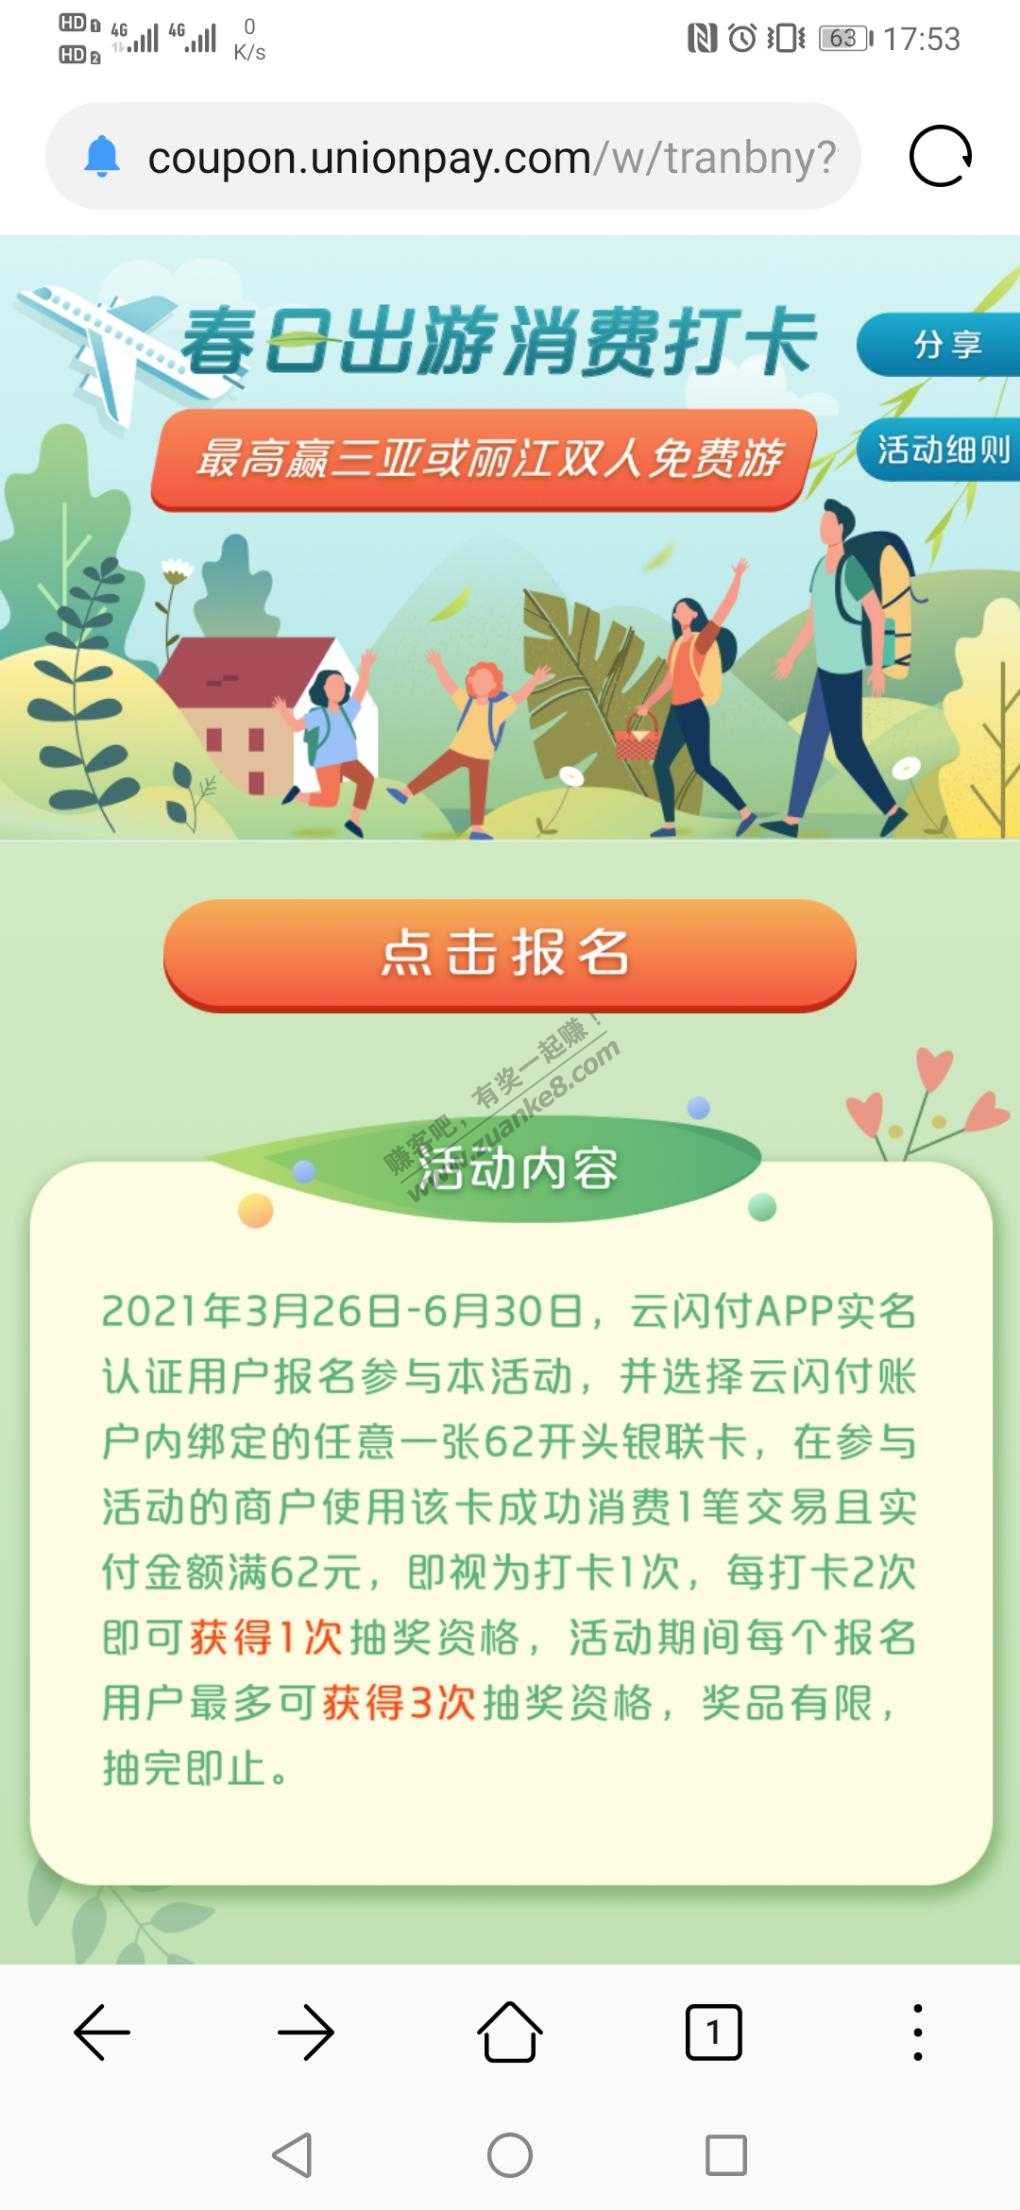 HD 1 4G 4G 0
HD 2 K/s
63 17:53
coupon.unionpay.com/w/tranbny?
春日出游消费打卡
分享
最高赢三亚或丽江双人免费游
活动细则
点击报名
赚客吧，有奖一起赚！
www.zuanke8.com
活动内容
2021年3月26日-6月30日，云闪付APP实名
认证用户报名参与本活动，并选择云闪付账
户内绑定的任意一张62开头银联卡，在参与
活动的商户使用该卡成功消费1笔交易且实
付金额满62元，即视为打卡1次，每打卡2次
即可获得1次抽奖资格，活动期间每个报名
用户最多可获得3次抽奖资格，奖品有限，
抽完即止。
1